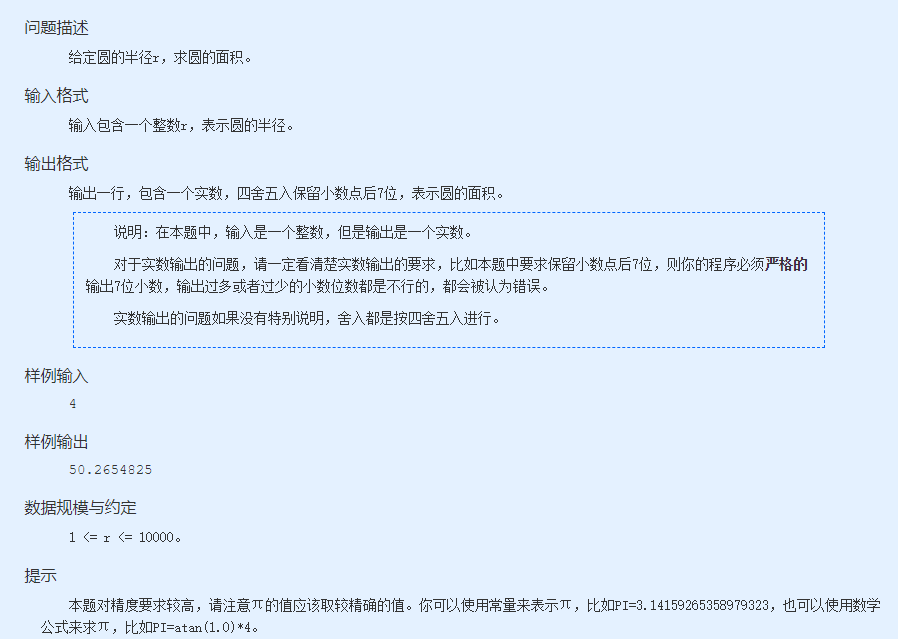 问题描述
给定圆的半径r，求圆的面积。
输入格式
输入包含一个整数r，表示圆的半径。
输出格式
输出一行，包含一个实数，四舍五入保留小数点后7位，表示圆的面积。
说明：在本题中，输入是一个整数，但是输出是一个实数。
对于实数输出的问题，请一定看清楚实数输出的要求，比如本题中要求保留小数点后7位，则你的程序必须严格的
输出7位小数，输出过多或者过少的小数位数都是不行的，都会被认为错误。
实数输出的问题如果没有特别说明，舍入都是按四舍五入进行。
样例输入
4
样例输出
50.2654825
数据规模与约定
1 <= r <= 10000。
提示
本题对精度要求较高，请注意π的值应该取较精确的值。你可以使用常量来表示π，比如PI=3.14159265358979323，也可以使用数学
公式来求π，比如PI=atan(1.0)*4。